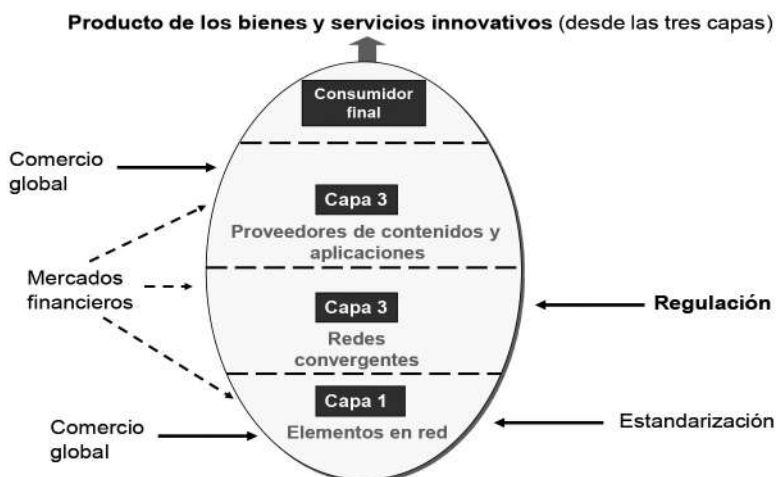 Producto de los bienes y servicios innovativos (desde las tres capas)
Consumidor
final
Comercio
global
Capa 3
Proveedores de contenidos y
aplicaciones
Mercados
financieros
Capa 3
Redes
convergentes
Regulación
Capa 1
Elementos en red
Comercio
global
Estandarización